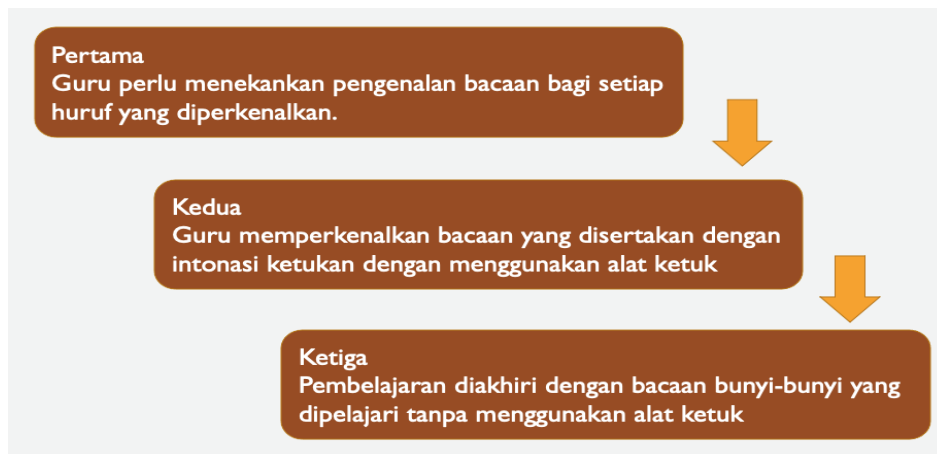 Pertama
Guru perlu menekankan pengenalan bacaan bagi setiap
huruf yang diperkenalkan.
Kedua
Guru memperkenalkan bacaan yang disertakan dengan
intonasi ketukan dengan menggunakan alat ketuk
Ketiga
Pembelajaran diakhiri dengan bacaan bunyi-bunyi yang
dipelajari tanpa menggunakan alat ketuk